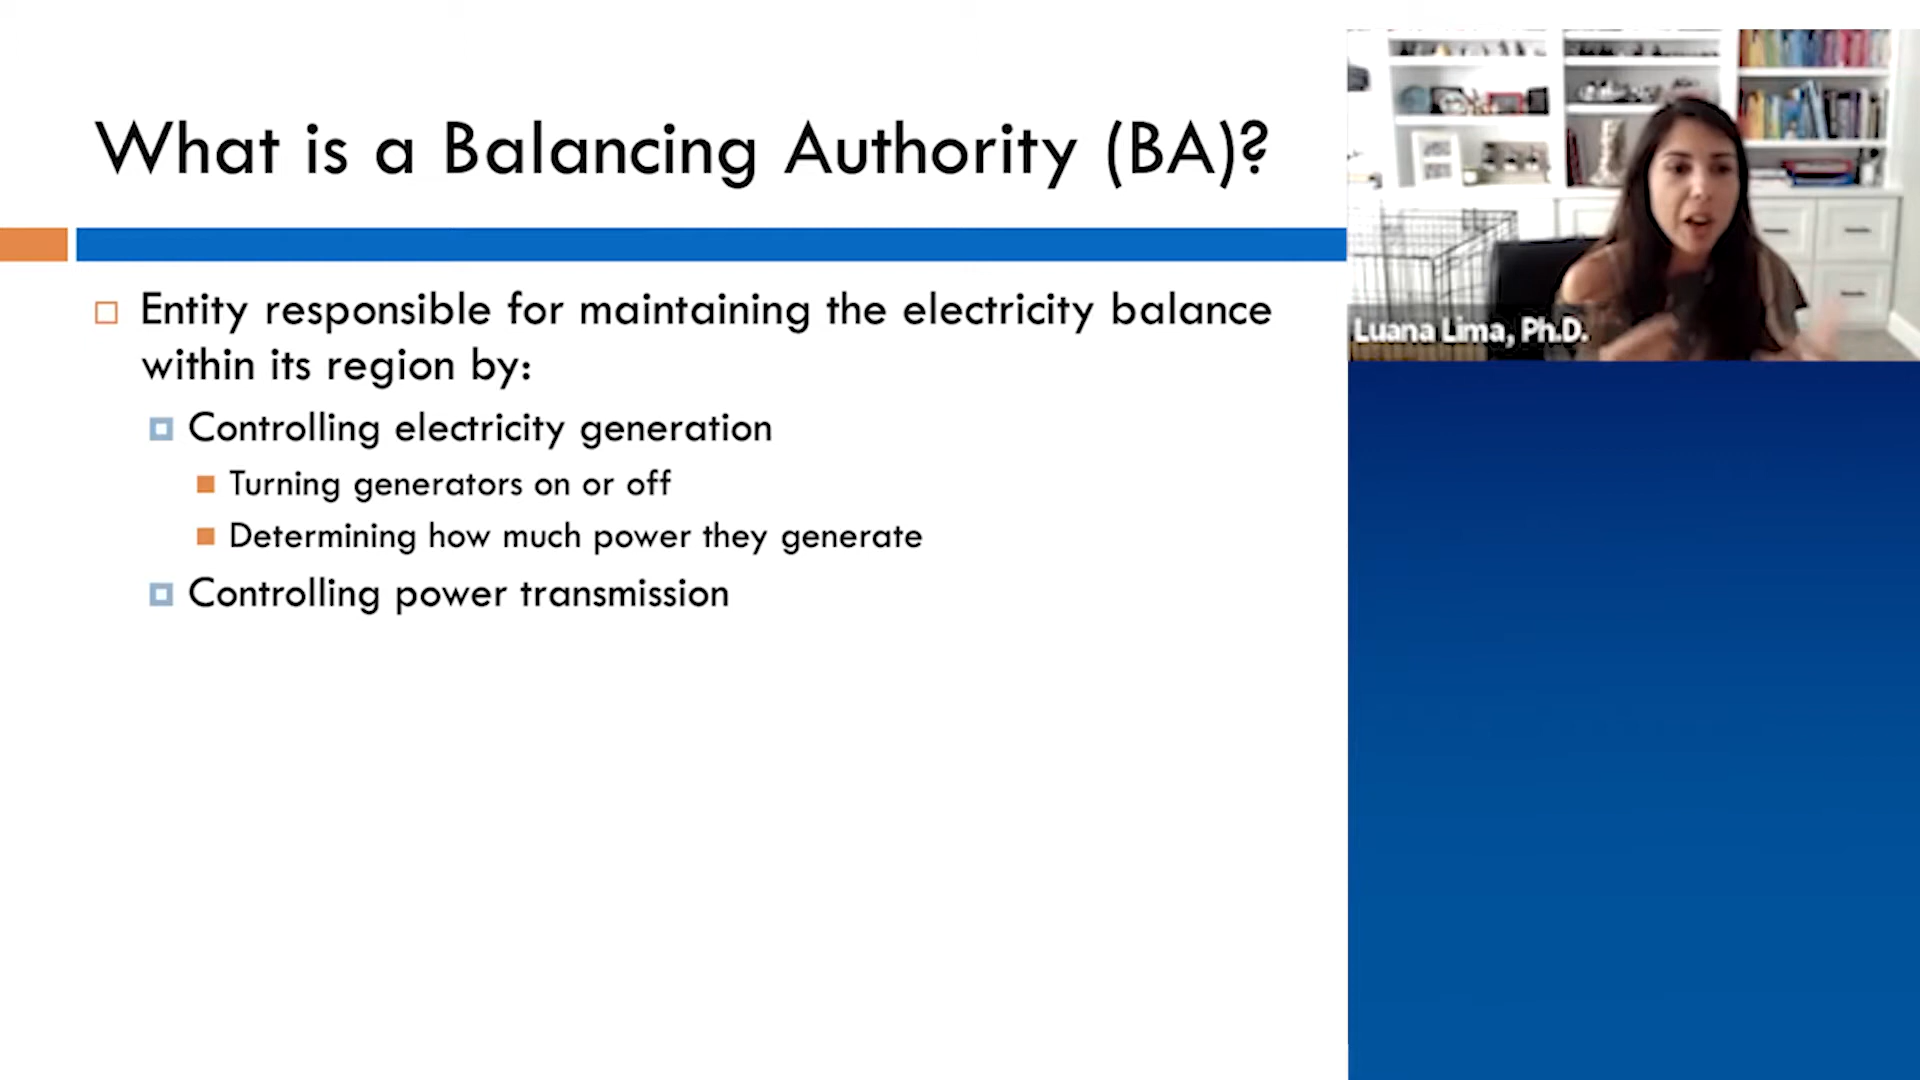 What is a Balancing Authority (BA)?
Entity responsible for maintaining the electricity balance
within its region by:
Controlling electricity generation
Turning generators on or off
Determining how much power they generate
Controlling power transmission
Luana Lima, Ph.D.